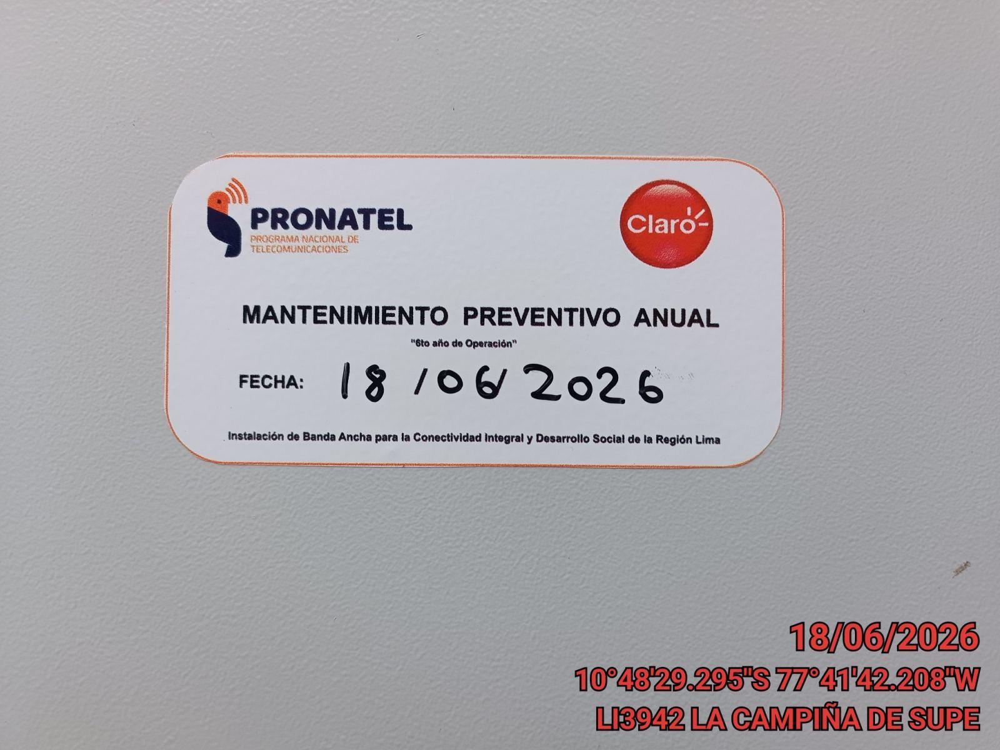 PRONATEL
PROGRAMA NACIONAL DE
TELECOMUNICACIONES
Claro
MANTENIMIENTO PREVENTIVO ANUAL
"6to año de Operación"
FECHA: 18/06/2026
Instalación de Banda Ancha para la Conectividad Integral y Desarrollo Social de la Región Lima
18/06/2026
10°48'29.295"S 77°41'42.208"W
LI3942 LA CAMPIÑA DE SUPE